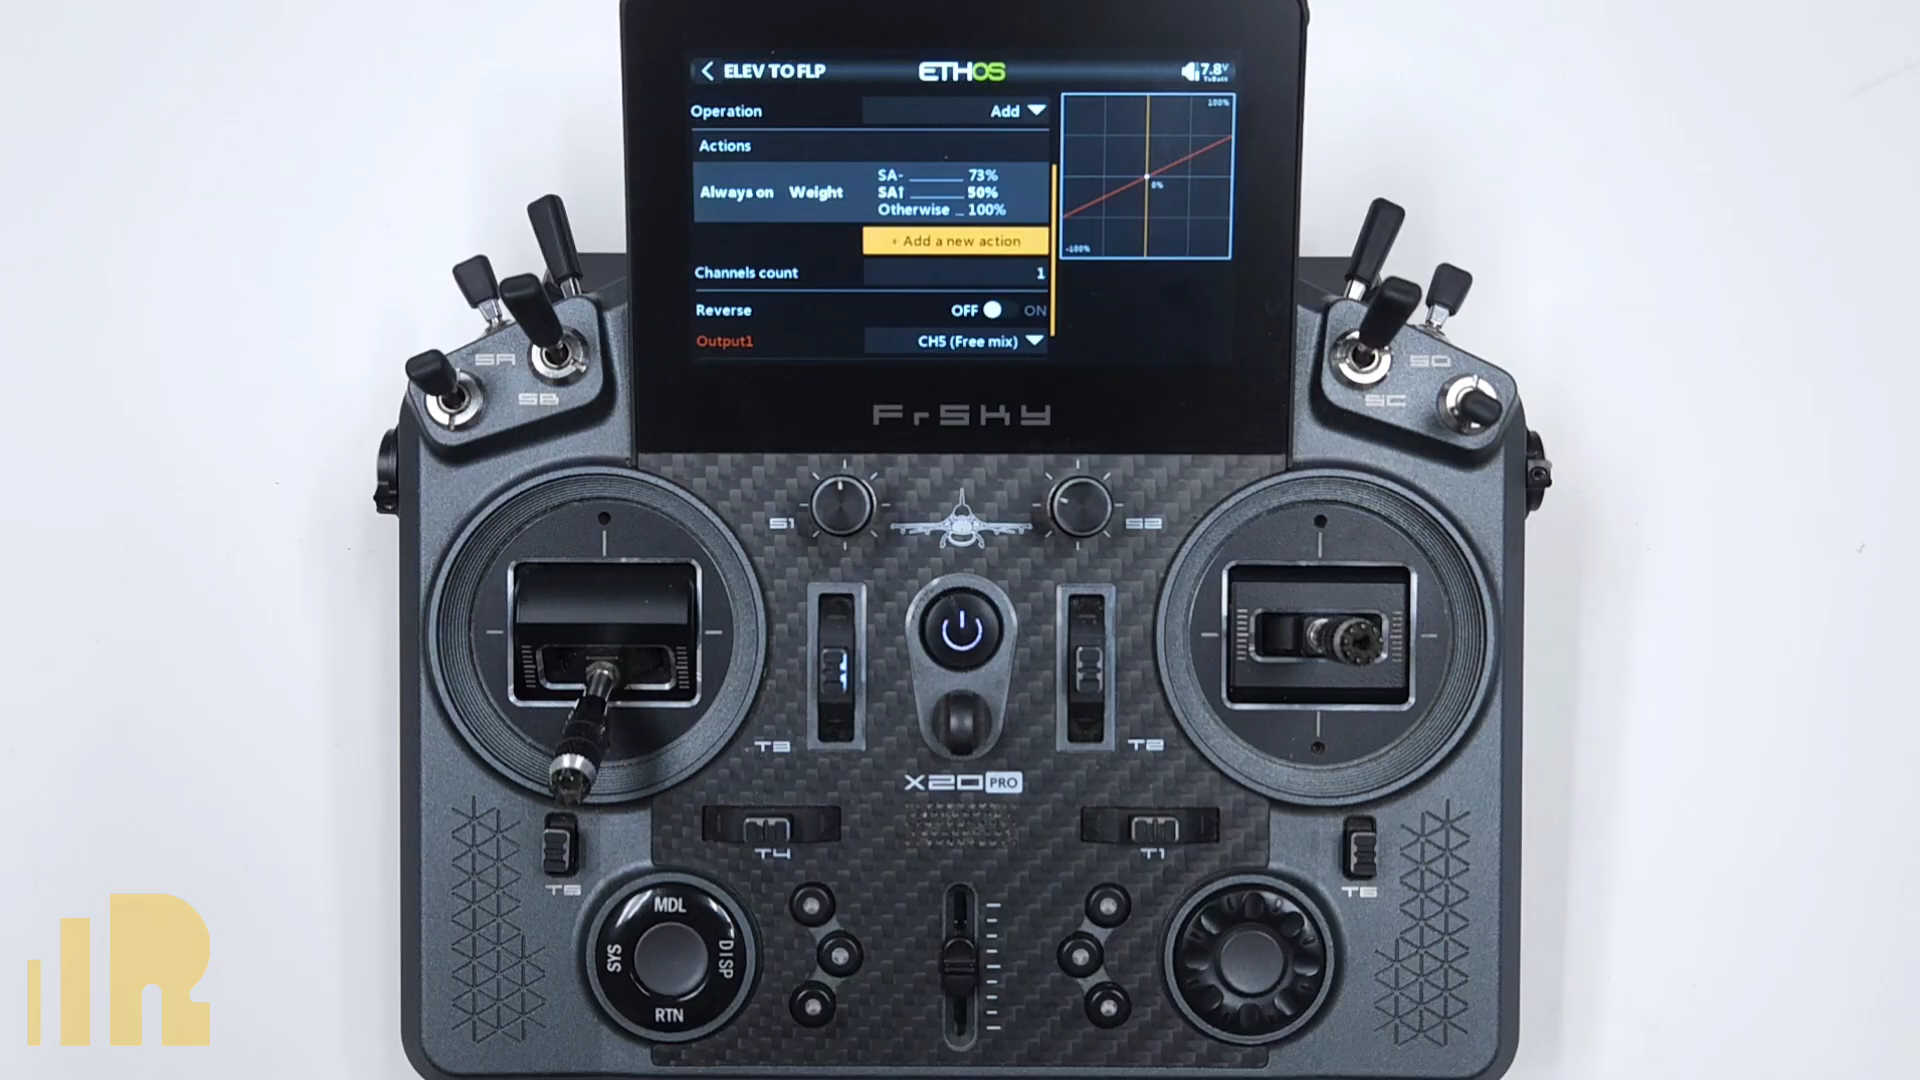 ELEV TO FLP
ETHOS
7.8V
TxBatt
Operation
Add
Actions
Always on Weight
SA- 73%
SA↑ 50%
Otherwise 100%
+ Add a new action
Channels count
1
Reverse
OFF ON
Output1
CH5 (Free mix)
100%
0%
-100%
FrSKY
SA
SB
SD
SC
S1
S2
T3
T2
X20 PRO
T4
T1
T5
T6
MDL
SYS
DISP
RTN
R